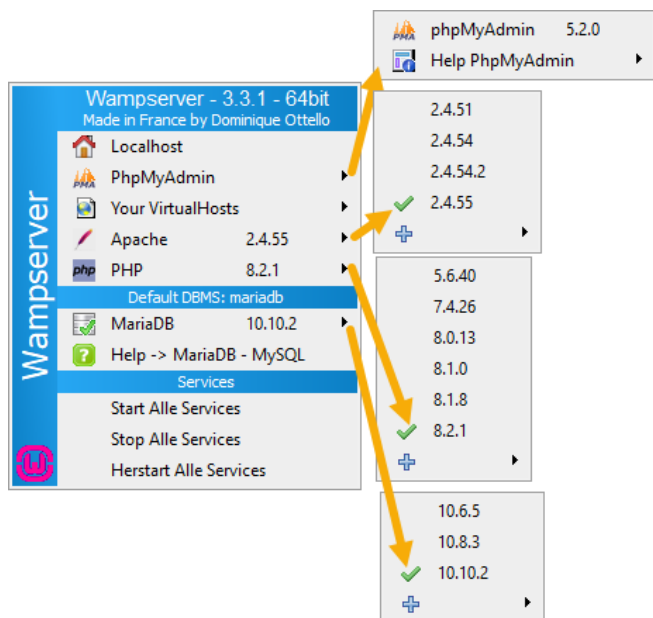 Wampserver
Wampserver - 3.3.1 - 64bit
Made in France by Dominique Ottello
Localhost
PMA PhpMyAdmin
Your VirtualHosts
Apache 2.4.55
php PHP 8.2.1
Default DBMS: mariadb
MariaDB 10.10.2
? Help -> MariaDB - MySQL
Services
Start Alle Services
Stop Alle Services
Herstart Alle Services
PMA phpMyAdmin 5.2.0
Help PhpMyAdmin
2.4.51
2.4.54
2.4.54.2
2.4.55
5.6.40
7.4.26
8.0.13
8.1.0
8.1.8
8.2.1
10.6.5
10.8.3
10.10.2